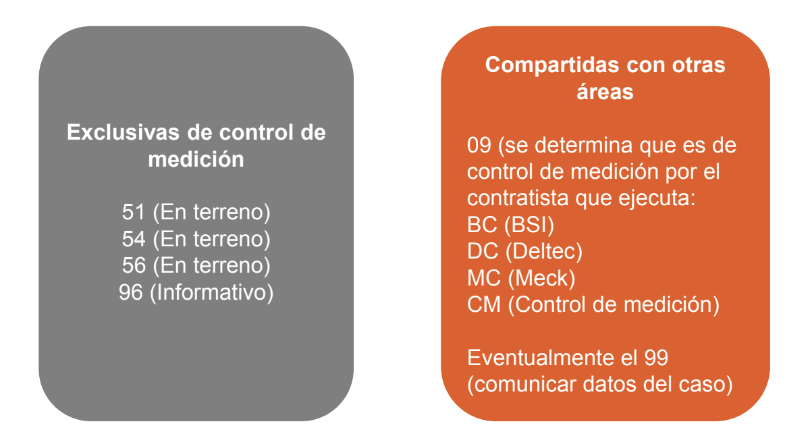 Exclusivas de control de
medición
51 (En terreno)
54 (En terreno)
56 (En terreno)
96 (Informativo)
Compartidas con otras
áreas
09 (se determina que es de
control de medición por el
contratista que ejecuta:
BC (BSI)
DC (Deltec)
MC (Meck)
CM (Control de medición)
Eventualmente el 99
(comunicar datos del caso)